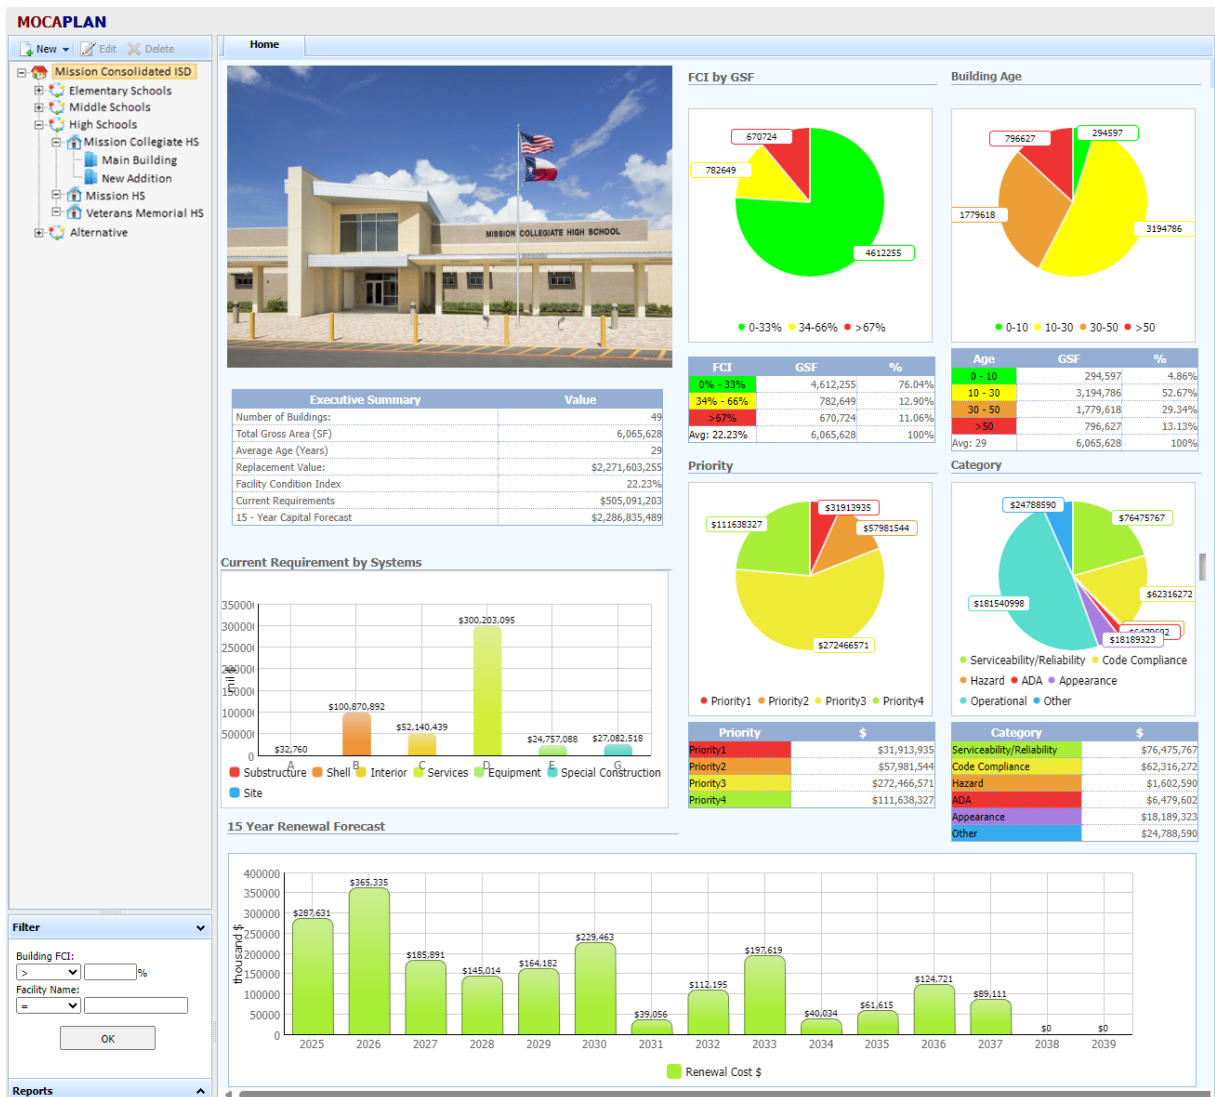 MOCAPLAN
New Edit Delete
Mission Consolidated ISD
Elementary Schools
Middle Schools
High Schools
Mission Collegiate HS
Main Building
New Addition
Mission HS
Veterans Memorial HS
Alternative
Filter
Building FCI:
> %
Facility Name:
=
OK
Reports
Home
MISSION COLLEGIATE HIGH SCHOOL
Executive Summary Value
Number of Buildings: 49
Total Gross Area (SF) 6,065,628
Average Age (Years) 29
Replacement Value: $2,271,603,255
Facility Condition Index 22.23%
Current Requirements $505,091,203
15 - Year Capital Forecast $2,286,835,489
Current Requirement by Systems
mil $
350000
300000
250000
200000
150000
100000
50000
0
$32,760
$100,870,892
$52,140,439
$300,203,095
$24,757,088
$27,082,518
A B C D E G
Substructure Shell Interior Services Equipment Special Construction
Site
FCI by GSF
670724
782649
4612255
0-33% 34-66% >67%
FCI GSF %
0% - 33% 4,612,255 76.04%
34% - 66% 782,649 12.90%
>67% 670,724 11.06%
Avg: 22.23% 6,065,628 100%
Building Age
796627
294597
1779618
3194786
0-10 10-30 30-50 >50
Age GSF %
0 - 10 294,597 4.86%
10 - 30 3,194,786 52.67%
30 - 50 1,779,618 29.34%
>50 796,627 13.13%
Avg: 29 6,065,628 100%
Priority
$31913935
$111638327
$57981544
$272466571
Priority1 Priority2 Priority3 Priority4
Priority $
Priority1 $31,913,935
Priority2 $57,981,544
Priority3 $272,466,571
Priority4 $111,638,327
Category
$24788590
$76475767
$62316272
$181540998
$6479602
$18189323
Serviceability/Reliability Code Compliance
Hazard ADA Appearance
Operational Other
Category $
Serviceability/Reliability $76,475,767
Code Compliance $62,316,272
Hazard $1,602,590
ADA $6,479,602
Appearance $18,189,323
Other $24,788,590
15 Year Renewal Forecast
thousand $
400000
350000
300000
250000
200000
150000
100000
50000
0
$287,631
$365,335
$185,891
$145,014
$164,182
$229,463
$39,056
$112,195
$197,619
$40,034
$61,615
$124,721
$89,111
$0
$0
2025 2026 2027 2028 2029 2030 2031 2032 2033 2034 2035 2036 2037 2038 2039
Renewal Cost $